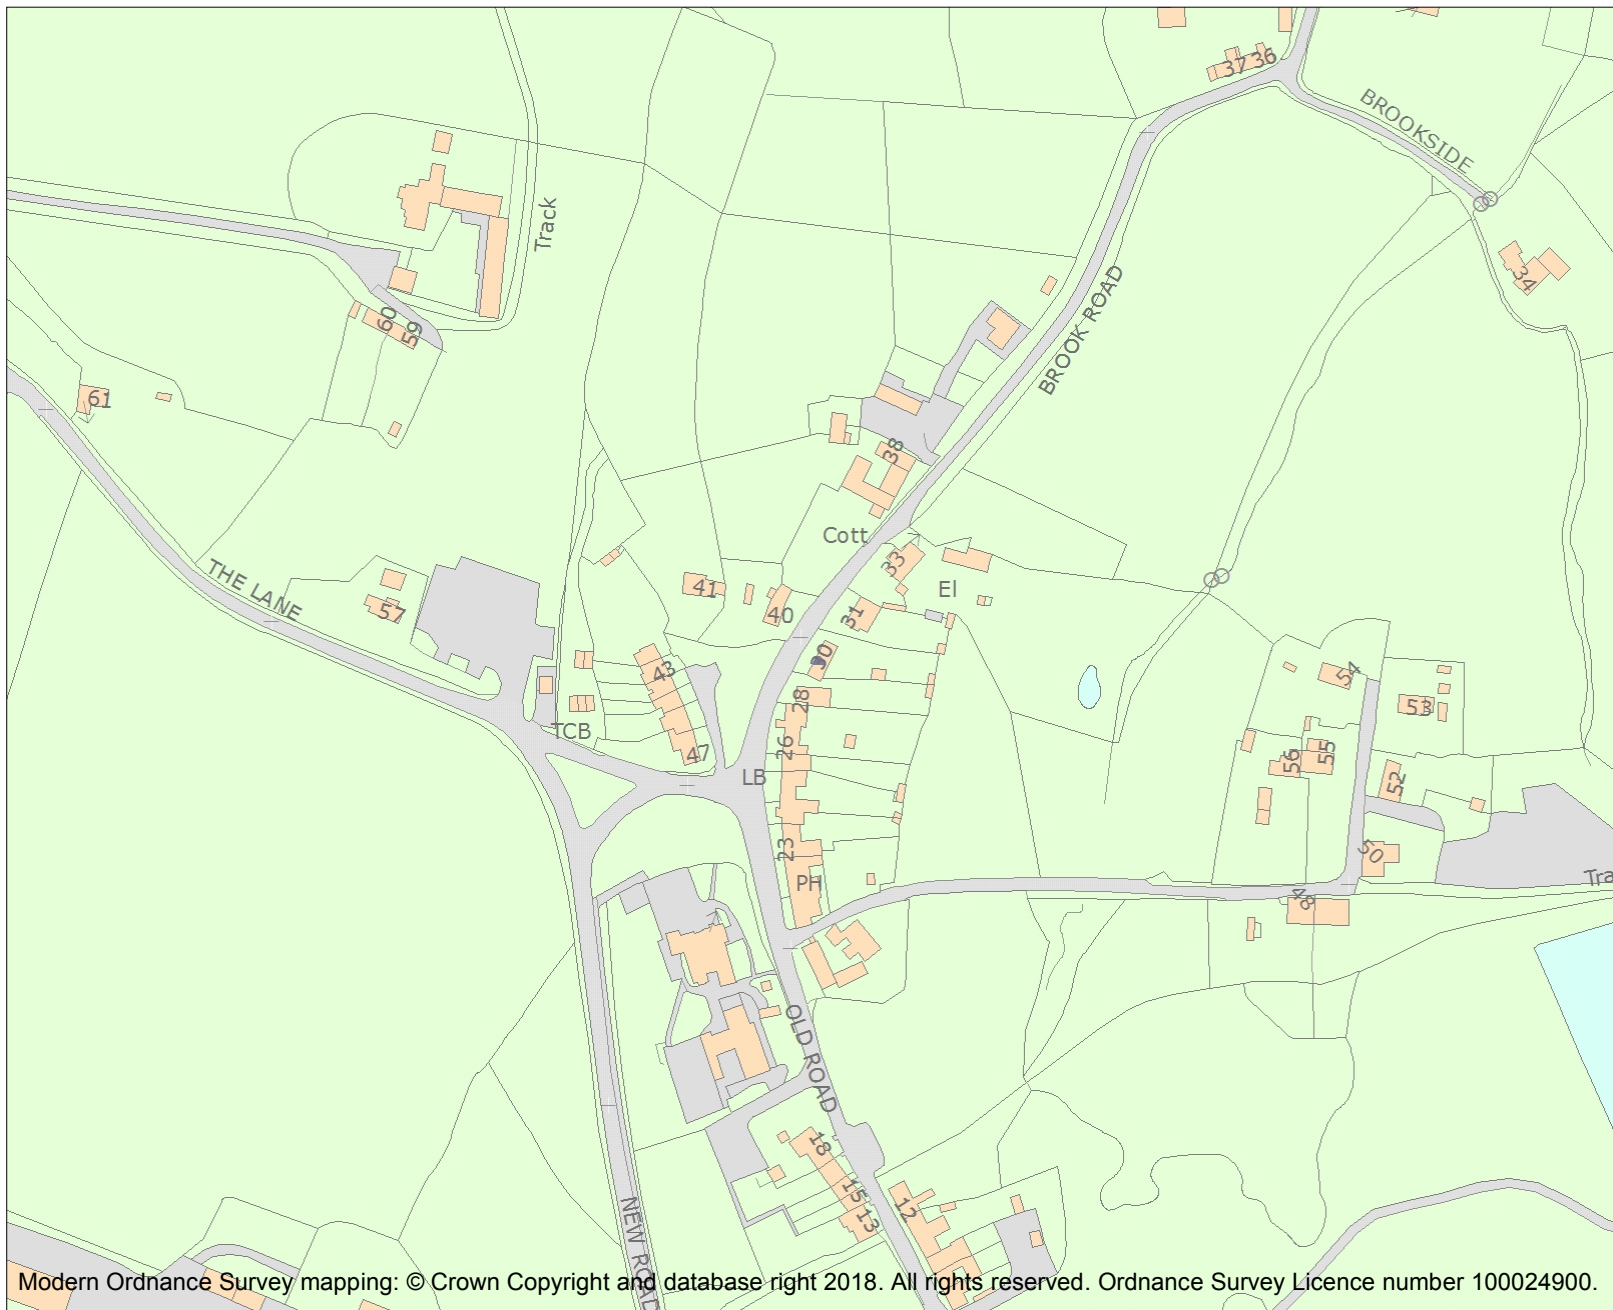 37 36
BROOKSIDE
Track
34
BROOK ROAD
60
59
61
38
Cott
33
El
THE LANE
57
41
40
31
30
43
54
28
53
TCB
47
26
LB
56
55
52
23
50
PH
Tra
48
OLD ROAD
18
15
13
12
NEW ROAD
Modern Ordnance Survey mapping: © Crown Copyright and database right 2018. All rights reserved. Ordnance Survey Licence number 100024900.